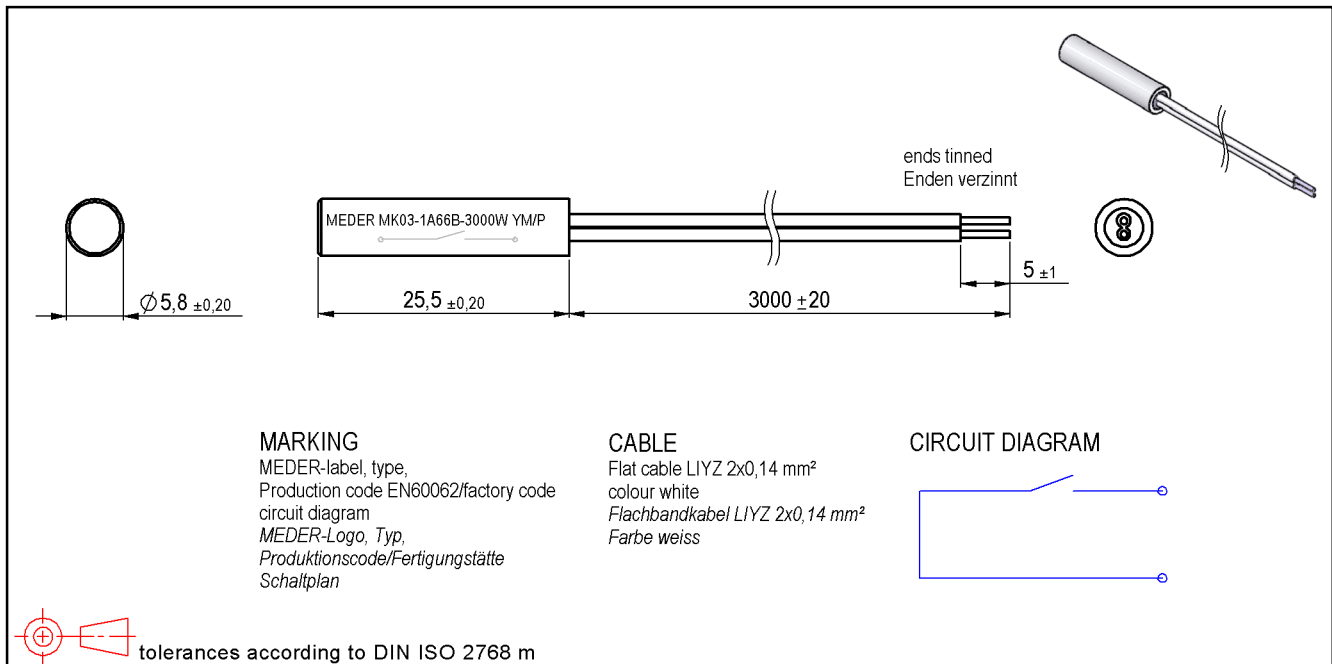 ends tinned
Enden verzinnt
MEDER MK03-1A66B-3000W YM/P
5 ±1
∅ 5,8 ±0,20
25,5 ±0,20
3000 ±20
MARKING
MEDER-label, type,
Production code EN60062/factory code
circuit diagram
MEDER-Logo, Typ,
Produktionscode/Fertigungstätte
Schaltplan
CABLE
Flat cable LIYZ 2x0,14 mm²
colour white
Flachbandkabel LIYZ 2x0,14 mm²
Farbe weiss
CIRCUIT DIAGRAM
tolerances according to DIN ISO 2768 m